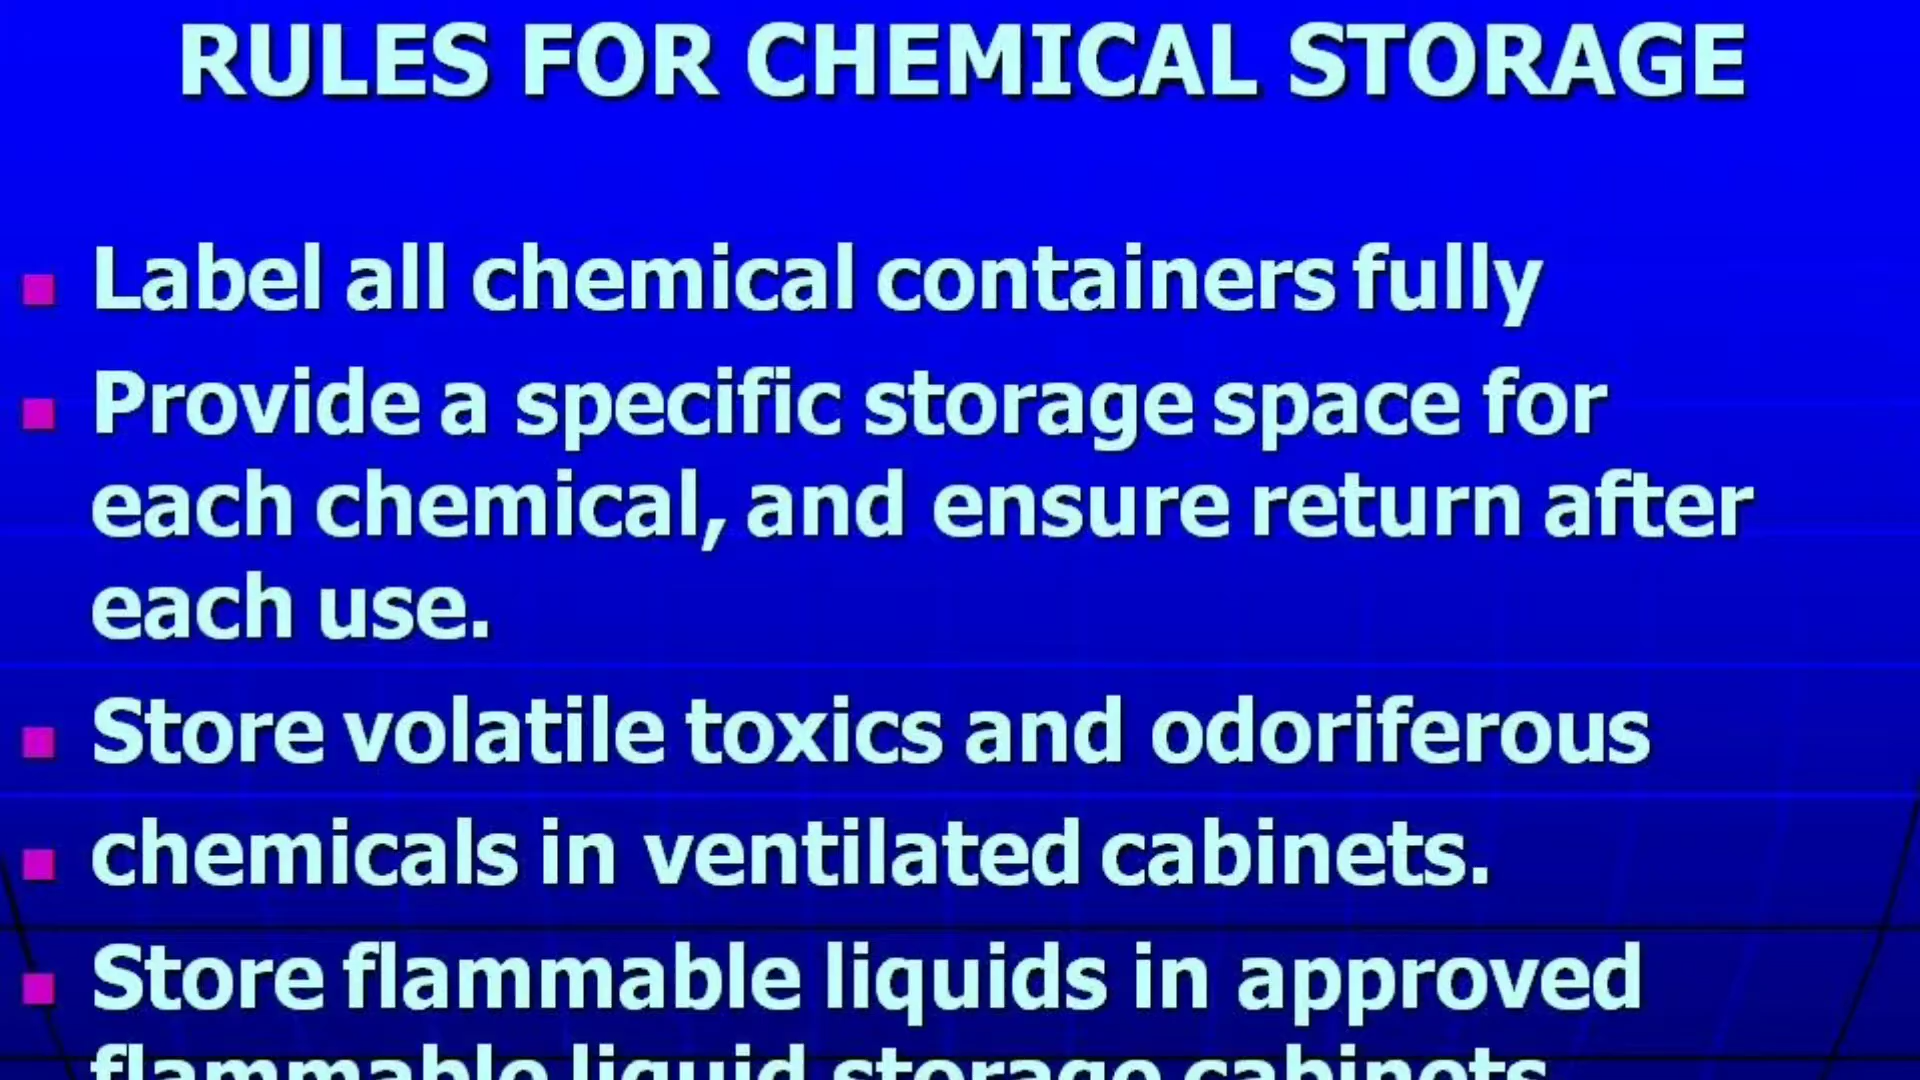 RULES FOR CHEMICAL STORAGE
Label all chemical containers fully
Provide a specific storage space for
each chemical, and ensure return after
each use.
Store volatile toxics and odoriferous
chemicals in ventilated cabinets.
Store flammable liquids in approved
flammable liquid storage cabinets